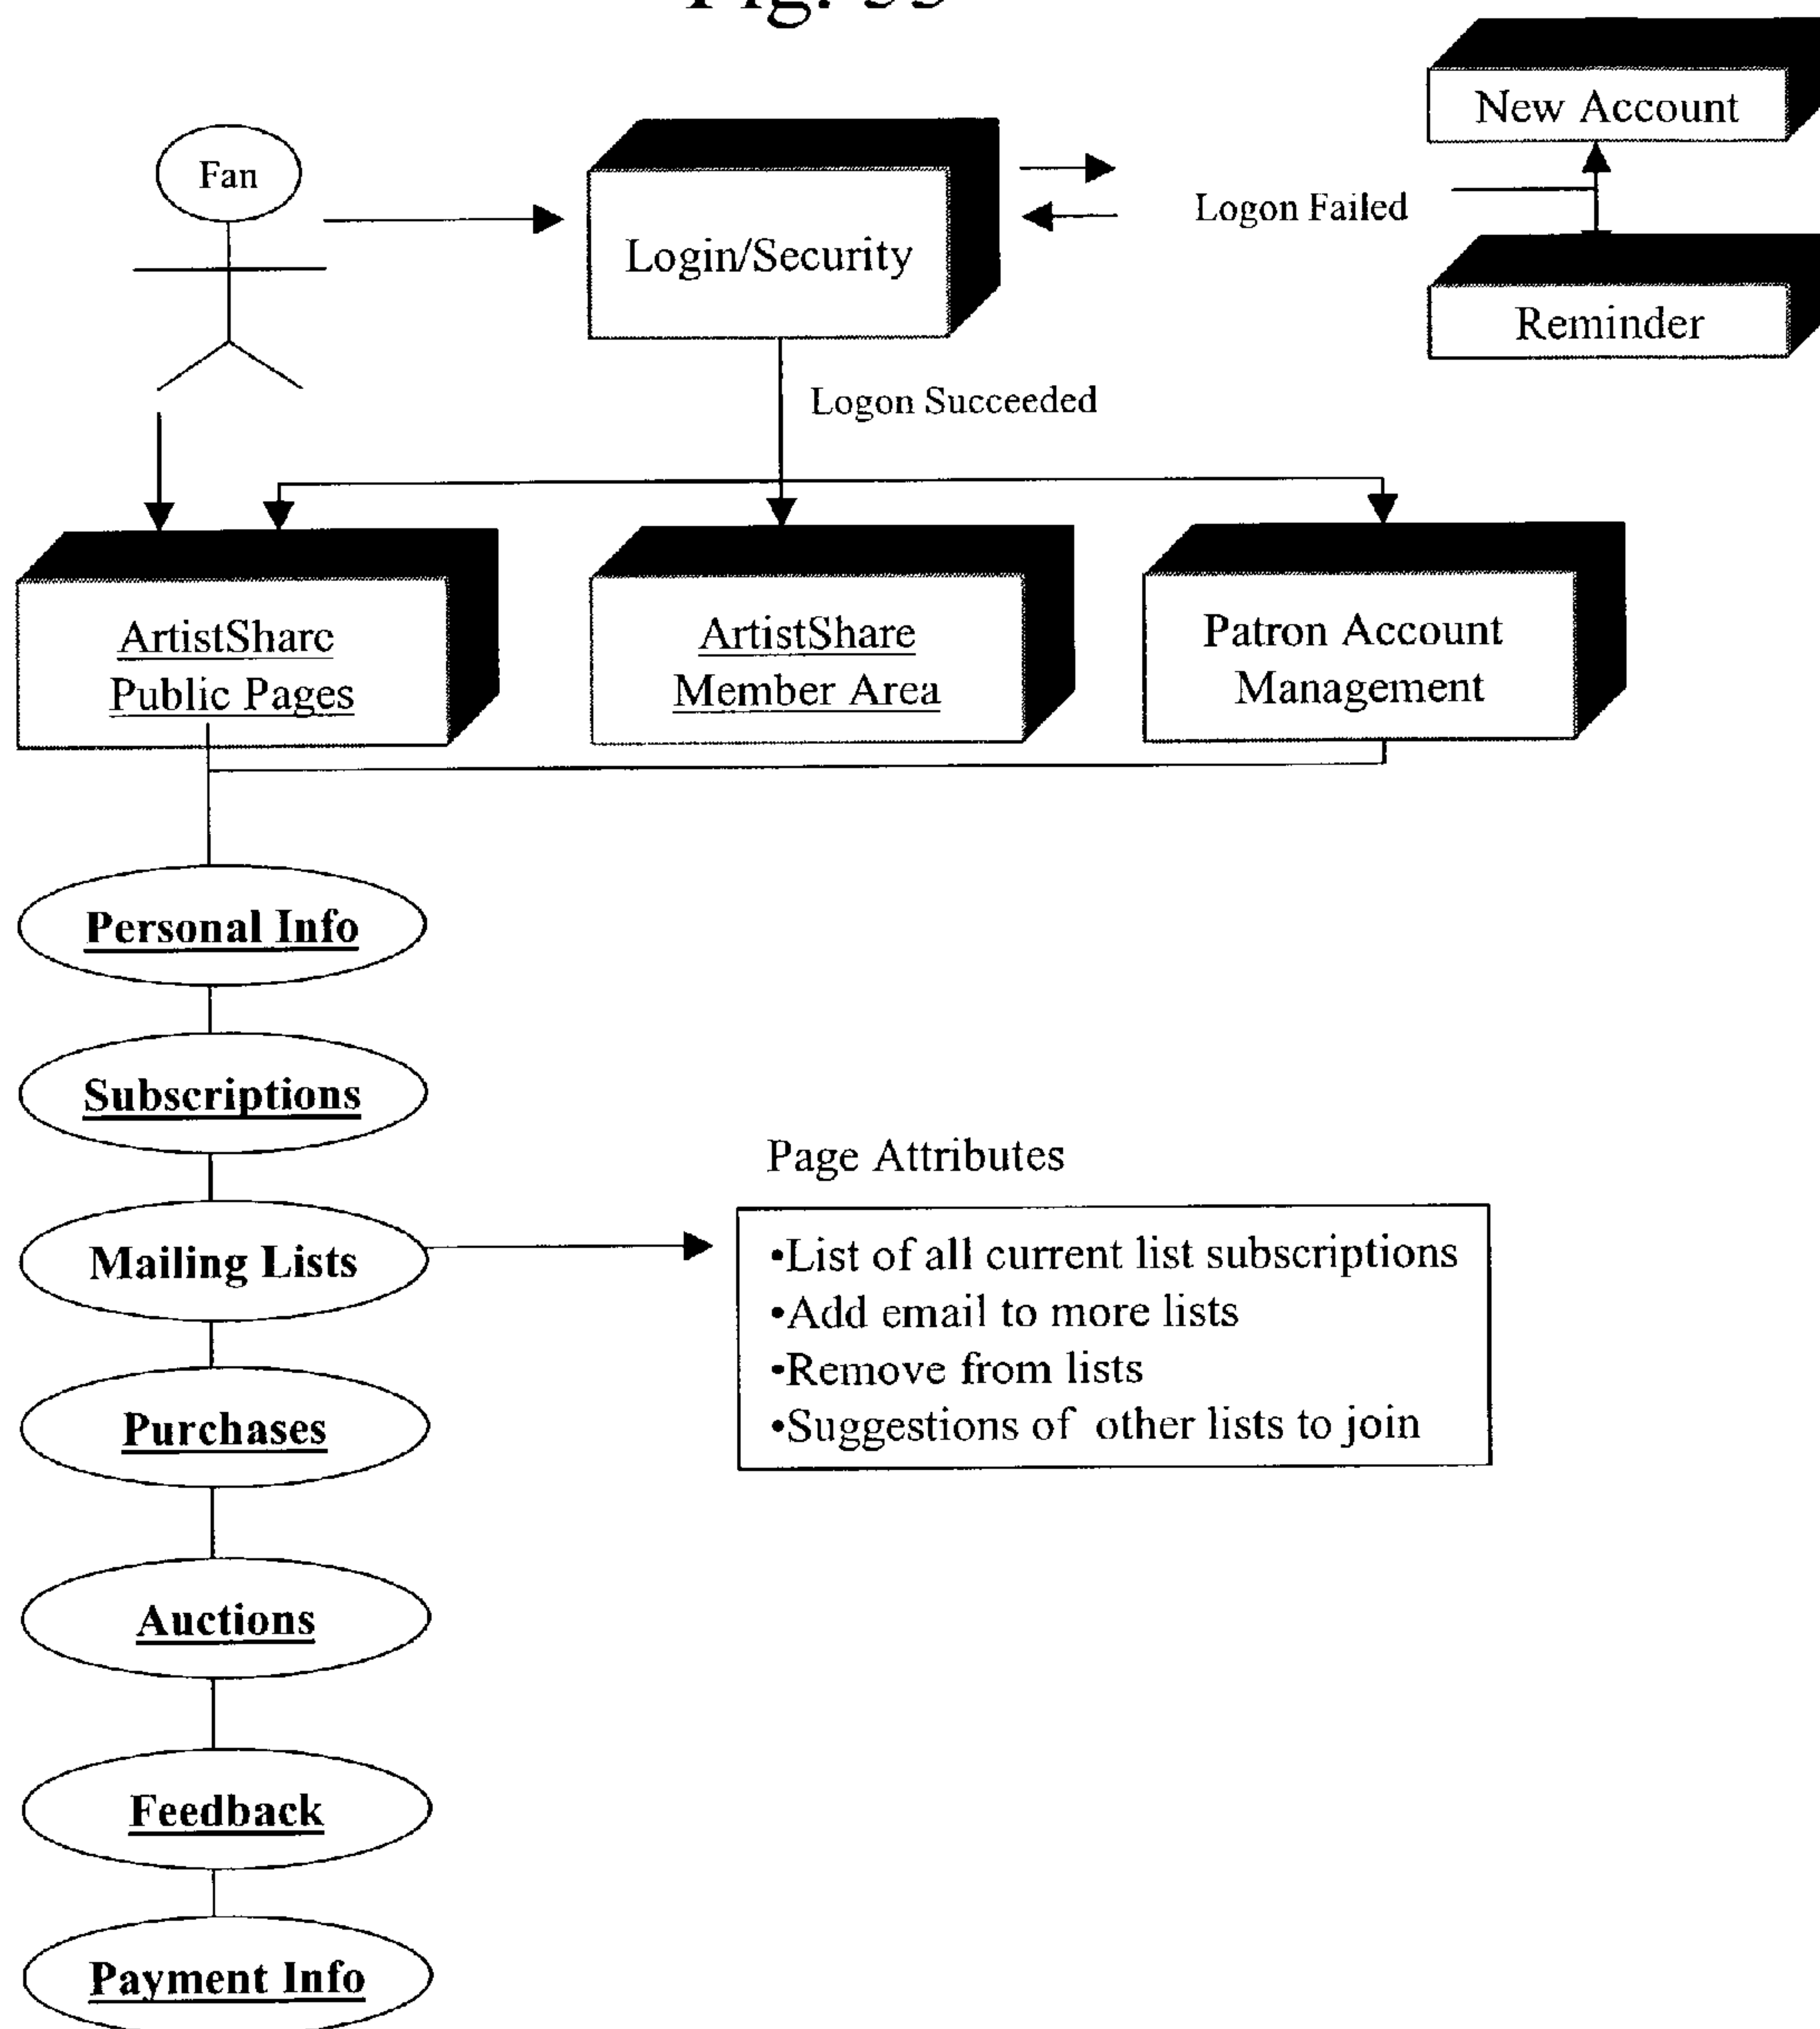 Fig.
New Account
Fan
Login/Security
Logon Failed
Reminder
Logon Succeeded
ArtistShare
Public Pages
ArtistShare
Member Area
Patron Account
Management
Personal Info
Subscriptions
Mailing Lists
Page Attributes
•List of all current list subscriptions
•Add email to more lists
•Remove from lists
•Suggestions of other lists to join
Purchases
Auctions
Feedback
Payment Info